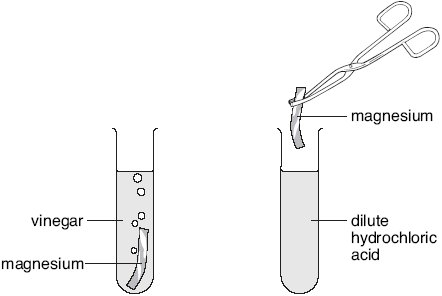 magnesium
vinegar
magnesium
dilute
hydrochloric
acid